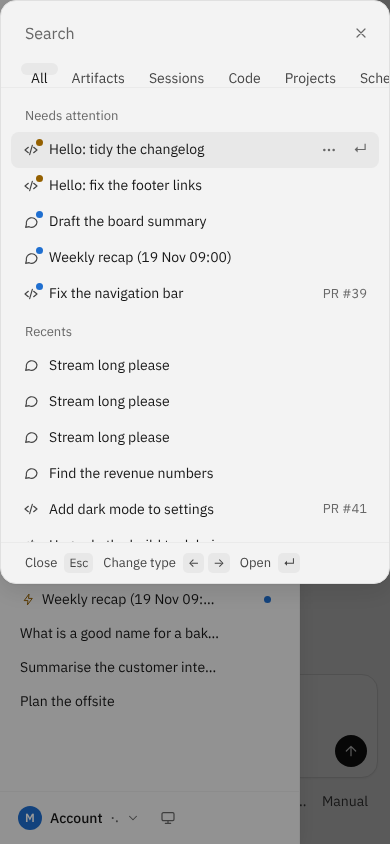 Search
All Artifacts Sessions Code Projects Sche
Needs attention
Hello: tidy the changelog
Hello: fix the footer links
Draft the board summary
Weekly recap (19 Nov 09:00)
Fix the navigation bar PR #39
Recents
Stream long please
Stream long please
Stream long please
Find the revenue numbers
Add dark mode to settings PR #41
Close Esc Change type ← → Open ↵
Weekly recap (19 Nov 09:...
What is a good name for a bak...
Summarise the customer inte...
Plan the offsite
.. Manual
M Account